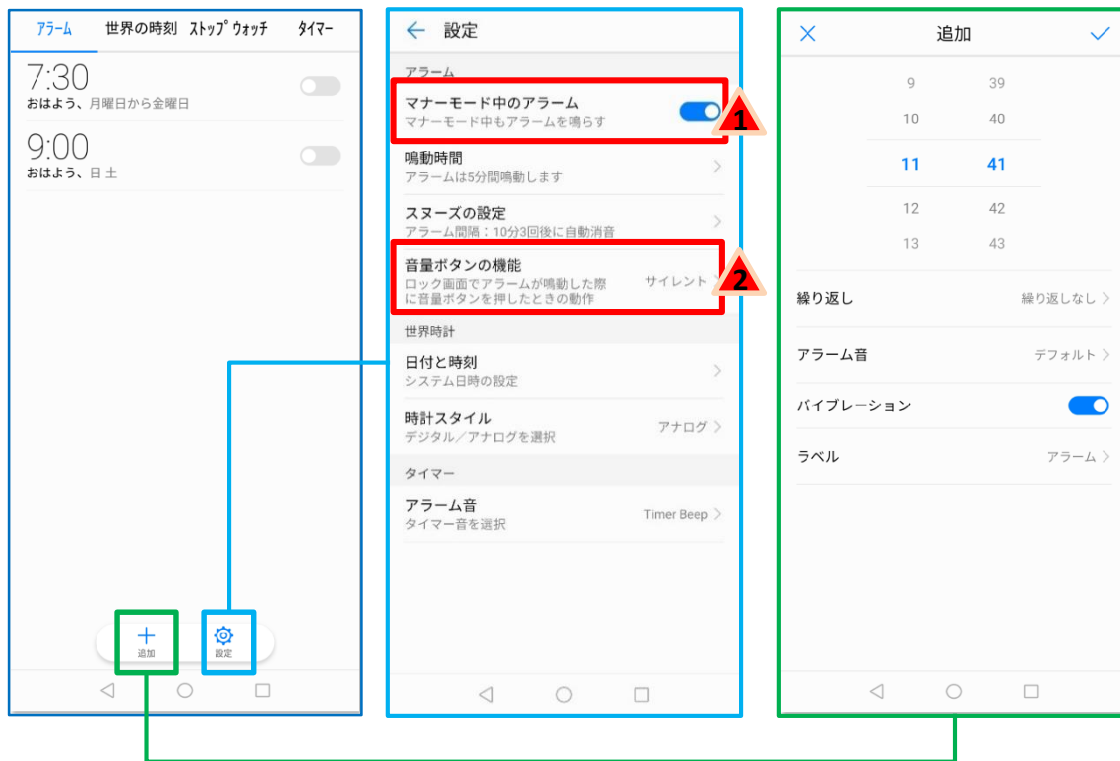 アラーム 世界の時刻 ストップウォッチ タイマー
7:30
おはよう、月曜日から金曜日
9:00
おはよう、日 土
追加 設定
設定
アラーム
マナーモード中のアラーム
マナーモード中もアラームを鳴らす
1
鳴動時間
アラームは5分間鳴動します
スヌーズの設定
アラーム間隔：10分3回後に自動消音
音量ボタンの機能
ロック画面でアラームが鳴動した際
に音量ボタンを押したときの動作
サイレント
2
世界時計
日付と時刻
システム日時の設定
時計スタイル
デジタル／アナログを選択
アナログ
タイマー
アラーム音
タイマー音を選択
Timer Beep
追加
9 39
10 40
11 41
12 42
13 43
繰り返し 繰り返しなし
アラーム音 デフォルト
バイブレーション
ラベル アラーム